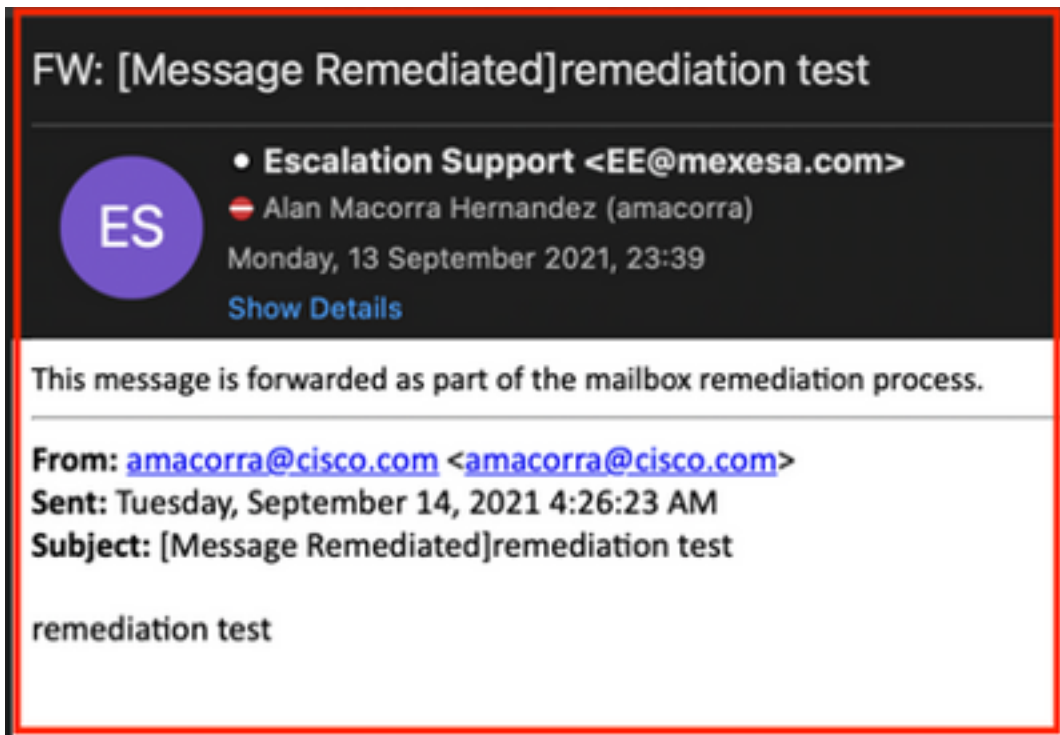 FW: [Message Remediated]remediation test
• Escalation Support <EE@mexesa.com>
ES
Alan Macorra Hernandez (amacorra)
Monday, 13 September 2021, 23:39
Show Details
This message is forwarded as part of the mailbox remediation process.
From: amacorra@cisco.com <amacorra@cisco.com>
Sent: Tuesday, September 14, 2021 4:26:23 AM
Subject: [Message Remediated]remediation test
remediation test